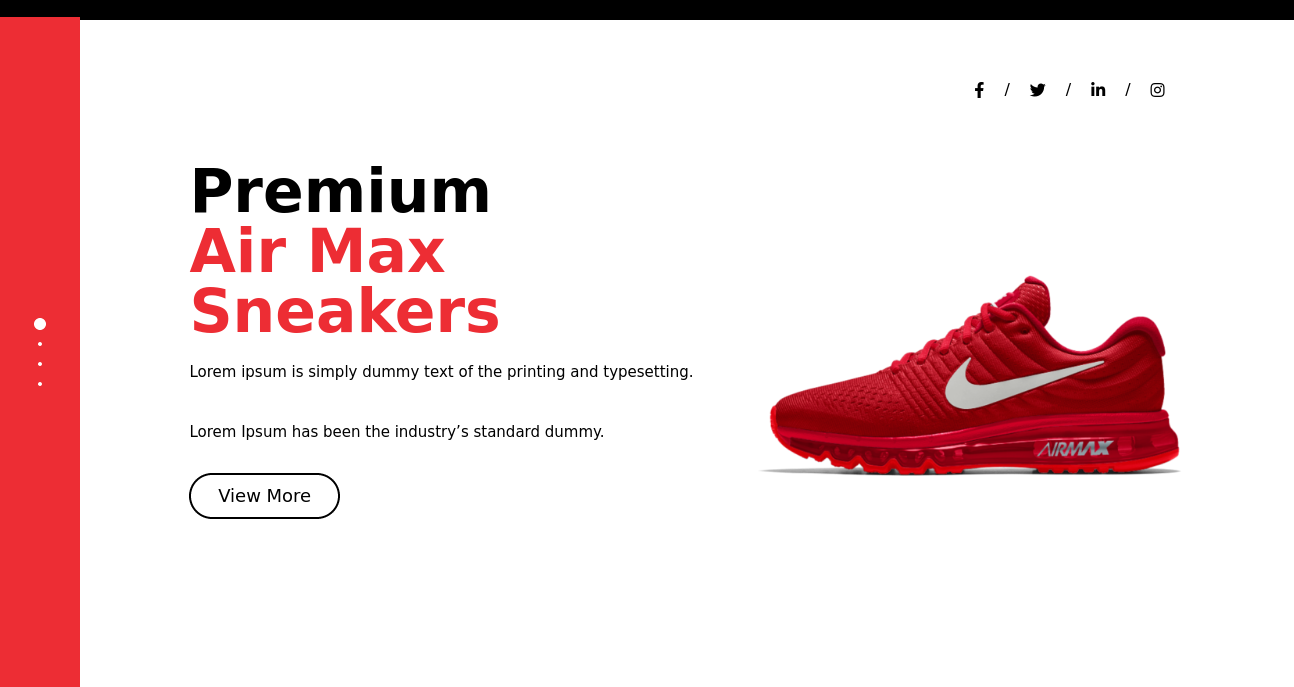 / / /
Premium
Air Max
Sneakers
Lorem ipsum is simply dummy text of the printing and typesetting.
Lorem Ipsum has been the industry’s standard dummy.
View More
AIRMAX